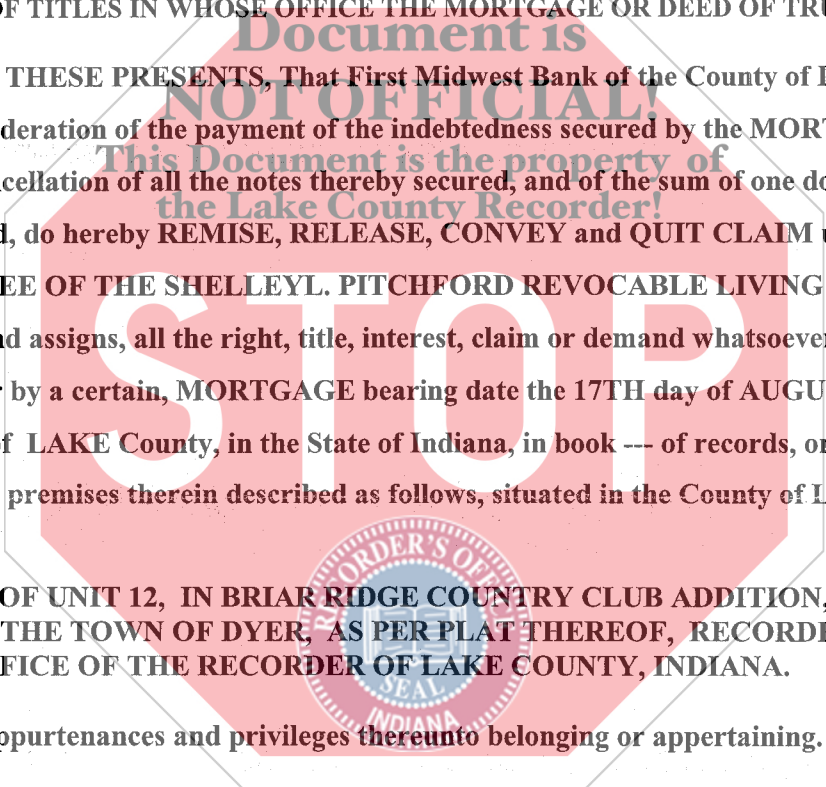 OF TITLES IN WHOSE OFFICE THE MORTGAGE OR DEED OF TRU
Document is
THESE PRESENTS, That First Midwest Bank of the County of
NOT OFFICIAL!
deration of the payment of the indebtedness secured by the MOR
This Document is the property of
cellation of all the notes thereby secured, and of the sum of one do
the Lake County Recorder!
, do hereby REMISE, RELEASE, CONVEY and QUIT CLAIM
EE OF THE SHELLEYL. PITCHFORD REVOCABLE LIVING
STOP
d assigns, all the right, title, interest, claim or demand whatsoever
by a certain, MORTGAGE bearing date the 17TH day of AUGU
f LAKE County, in the State of Indiana, in book --- of records, or
premises therein described as follows, situated in the County of L
RECORDER'S OFFICE
OF UNIT 12, IN BRIAR RIDGE COUNTRY CLUB ADDITION,
THE TOWN OF DYER, AS PER PLAT THEREOF, RECORDE
FICE OF THE RECORDER OF LAKE COUNTY, INDIANA.
SEAL
INDIANA
ppurtenances and privileges thereunto belonging or appertaining.